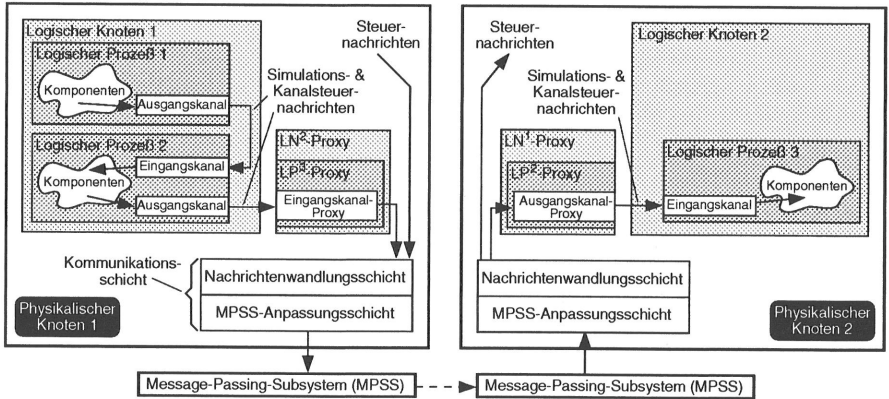 Logischer Knoten 1
Logischer Prozeß 1
Komponenten
Ausgangskanal
Logischer Prozeß 2
Eingangskanal
Komponenten
Ausgangskanal
Steuer-
nachrichten
Simulations- &
Kanalsteuer-
nachrichten
LN2-Proxy
LP3-Proxy
Eingangskanal-
Proxy
Kommunikations-
schicht
Nachrichtenwandlungsschicht
MPSS-Anpassungsschicht
Physikalischer
Knoten 1
Message-Passing-Subsystem (MPSS)
Steuer-
nachrichten
Simulations- &
Kanalsteuer-
nachrichten
LN1-Proxy
LP2-Proxy
Ausgangskanal-
Proxy
Logischer Knoten 2
Logischer Prozeß 3
Komponenten
Eingangskanal
Nachrichtenwandlungsschicht
MPSS-Anpassungsschicht
Physikalischer
Knoten 2
Message-Passing-Subsystem (MPSS)